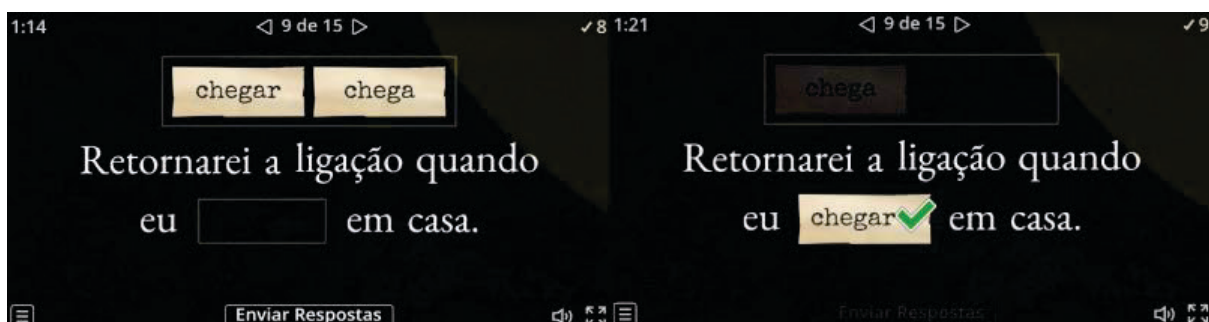 1:14
9 de 15
✓8
chegar chega
Retornarei a ligação quando
eu em casa.
Enviar Respostas
1:21
9 de 15
✓9
chega
Retornarei a ligação quando
eu chegar em casa.
Enviar Respostas